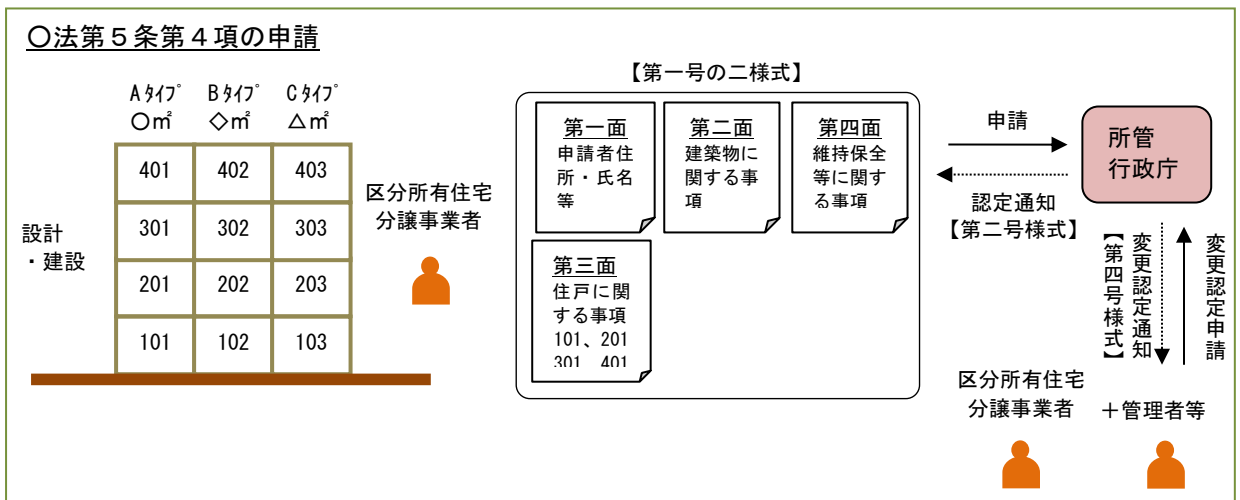 〇法第５条第４項の申請
Aﾀｲﾌﾟ Bﾀｲﾌﾟ Cﾀｲﾌﾟ
〇㎡ ◇㎡ △㎡
401 402 403
301 302 303
201 202 203
101 102 103
設計
・建設
区分所有住宅
分譲事業者
【第一号の二様式】
第一面
申請者住
所・氏名
等
第二面
建築物に
関する事
項
第四面
維持保全
等に関す
る事項
第三面
住戸に関
する事項
101、201
301 401
申請
認定通知
【第二号様式】
所管
行政庁
変更認定申請
変更認定通知
【第四号様式】
区分所有住宅
分譲事業者
＋管理者等